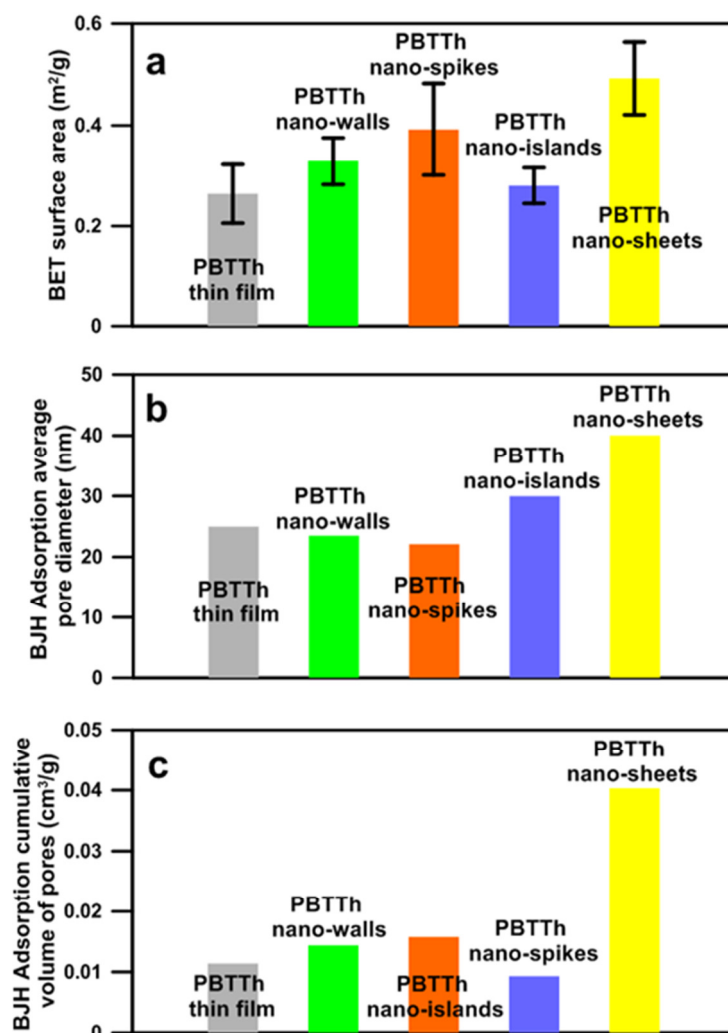 0.6
0.4
0.2
0
BET surface area (m²/g)
a
PBTTh
thin film
PBTTh
nano-walls
PBTTh
nano-spikes
PBTTh
nano-islands
PBTTh
nano-sheets
50
40
30
20
10
0
BJH Adsorption average
pore diameter (nm)
b
PBTTh
thin film
PBTTh
nano-walls
PBTTh
nano-spikes
PBTTh
nano-islands
PBTTh
nano-sheets
0.05
0.04
0.03
0.02
0.01
0
BJH Adsorption cumulative
volume of pores (cm³/g)
c
PBTTh
thin film
PBTTh
nano-walls
PBTTh
nano-islands
PBTTh
nano-spikes
PBTTh
nano-sheets